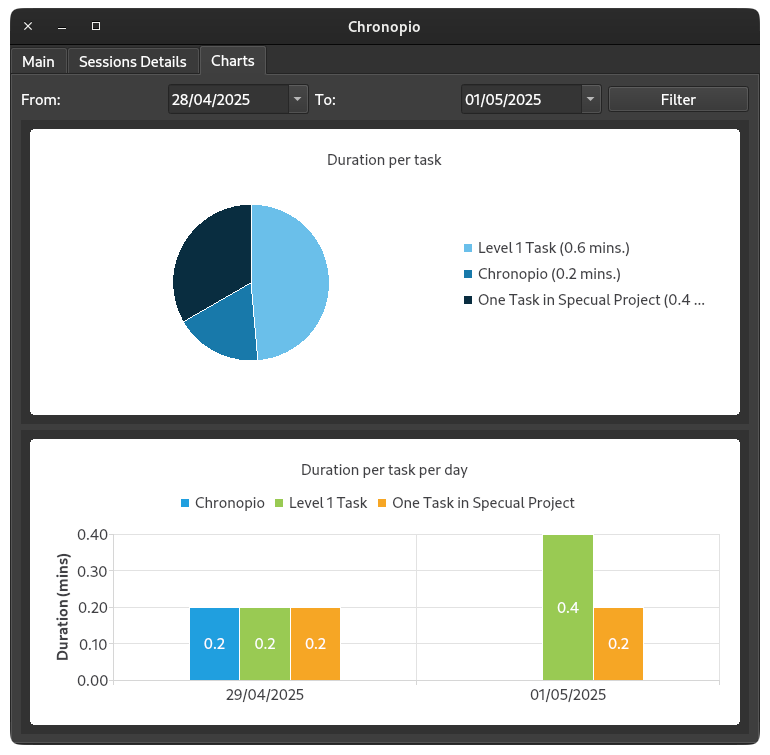 Chronopio
Main Sessions Details Charts
From: 28/04/2025 To: 01/05/2025 Filter
Duration per task
Level 1 Task (0.6 mins.)
Chronopio (0.2 mins.)
One Task in Specual Project (0.4 ...
Duration per task per day
Chronopio Level 1 Task One Task in Specual Project
Duration (mins)
0.40
0.30
0.20
0.10
0.00
0.2 0.2 0.2 0.4 0.2
29/04/2025 01/05/2025